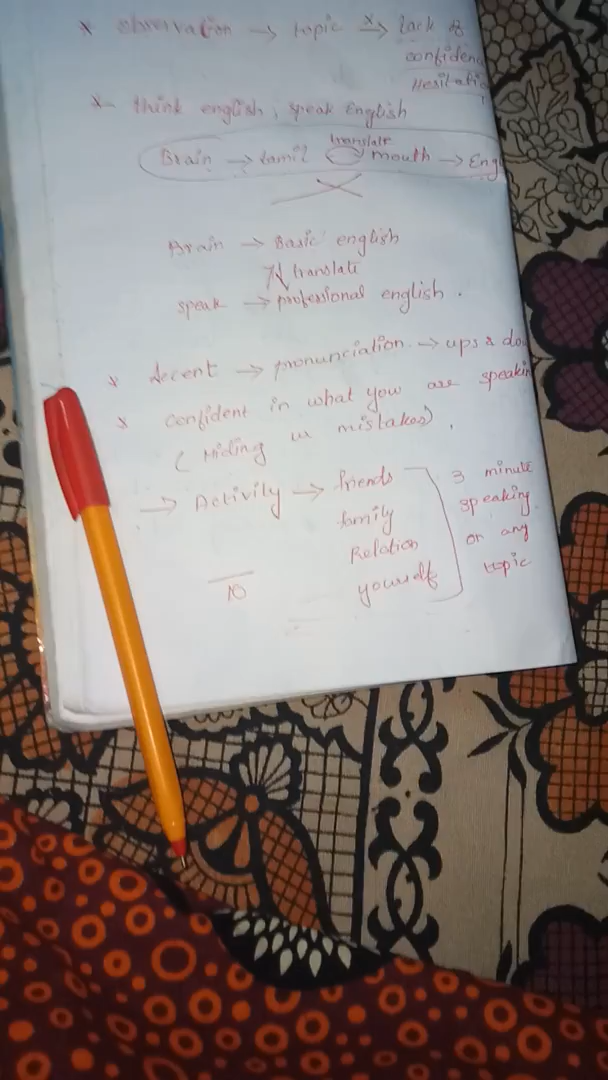 * observation → topic x→ lack of
confidenc
Hesitatio
* think english, speak English
translate
Brain → tamil mouth → Eng
Brain → Basic english
translate
speak → professional english.
* Accent → pronunciation → ups & do
* confident in what you are speakin
(Hiding ur mistakes).
→ Activity → friends
family
Relation
yourself
3 minute
speaking
on any
topic
10